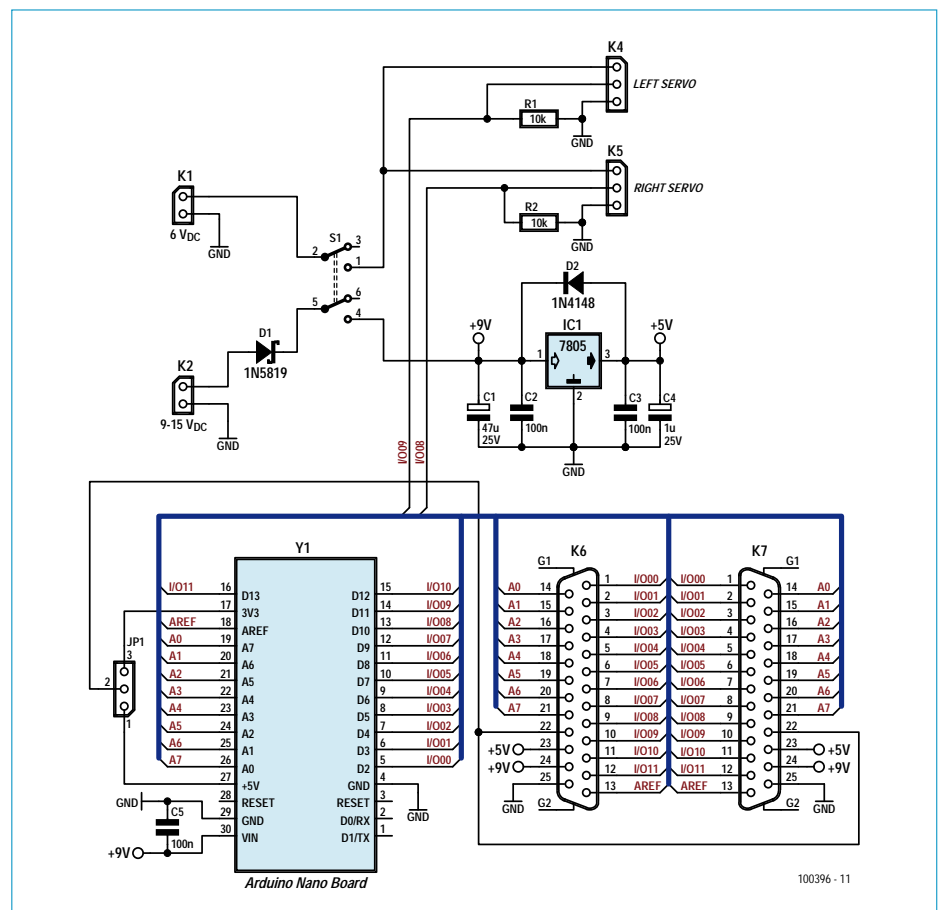 K4
LEFT SERVO
R1
10k
GND
K5
RIGHT SERVO
R2
10k
GND
K1
6 VDC
GND
S1
2
3
1
5
6
4
K2
9-15 VDC
GND
D1
1N5819
D2
1N4148
+9V
IC1
7805
+5V
1
3
2
C1
47u
25V
C2
100n
C3
100n
C4
1u
25V
GND
I/O09
I/O08
Y1
I/O11 16 D13
17 3V3
AREF 18 AREF
A0 19 A7
A1 20 A6
A2 21 A5
A3 22 A4
A4 23 A3
A5 24 A2
A6 25 A1
A7 26 A0
27 +5V
28 RESET
29 GND
30 VIN
D12 15 I/O10
D11 14 I/O09
D10 13 I/O08
D9 12 I/O07
D8 11 I/O06
D7 10 I/O05
D6 9 I/O04
D5 8 I/O03
D4 7 I/O02
D3 6 I/O01
D2 5 I/O00
GND 4
RESET 3
D0/RX 2
D1/TX 1
GND
JP1
3
2
1
GND
C5
100n
+9V
Arduino Nano Board
K6
G1
A0 14
A1 15
A2 16
A3 17
A4 18
A5 19
A6 20
A7 21
22
+5V 23
+9V 24
25
GND
G2
1 I/O00
2 I/O01
3 I/O02
4 I/O03
5 I/O04
6 I/O05
7 I/O06
8 I/O07
9 I/O08
10 I/O09
11 I/O10
12 I/O11
13 AREF
K7
G1
I/O00 1
I/O01 2
I/O02 3
I/O03 4
I/O04 5
I/O05 6
I/O06 7
I/O07 8
I/O08 9
I/O09 10
I/O10 11
I/O11 12
AREF 13
14 A0
15 A1
16 A2
17 A3
18 A4
19 A5
20 A6
21 A7
22
23 +5V
24 +9V
25
GND
G2
100396 - 11